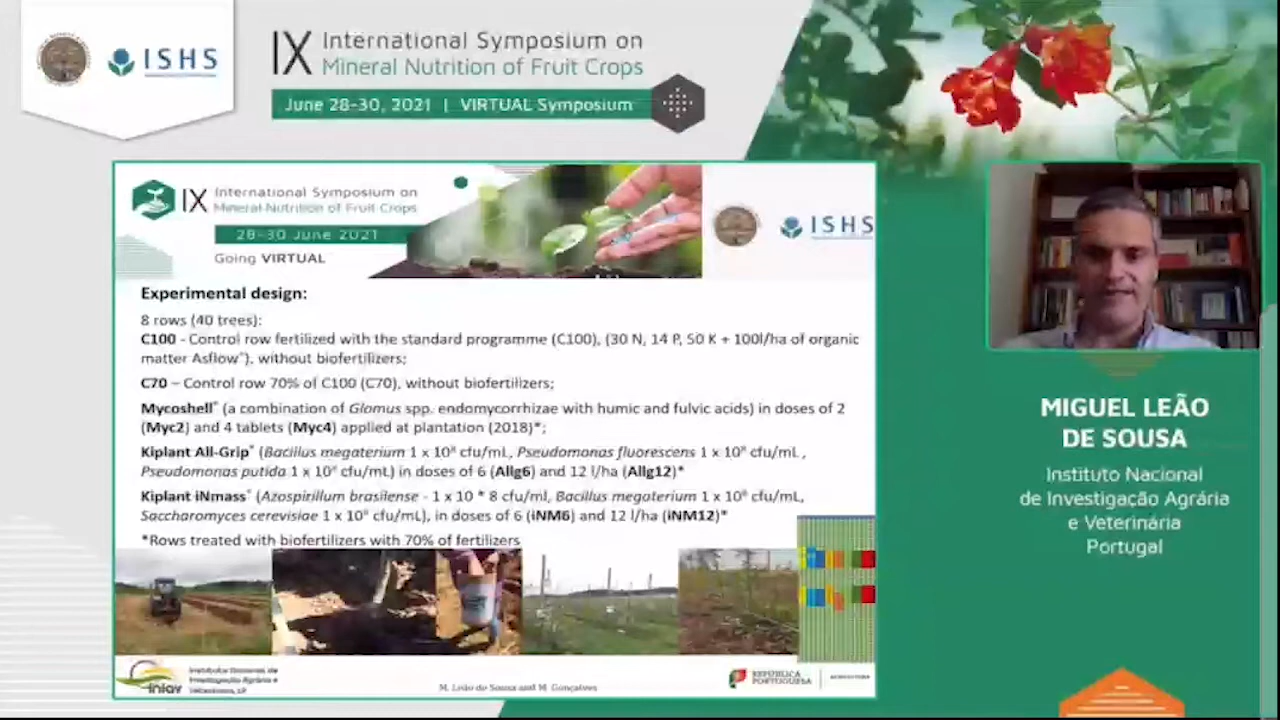 ISHS
IX International Symposium on
Mineral Nutrition of Fruit Crops
June 28-30, 2021 | VIRTUAL Symposium
IX International Symposium on
Mineral Nutrition of Fruit Crops
28-30 June 2021
Going VIRTUAL
ISHS
Experimental design:
8 rows (40 trees):
C100 - Control row fertilized with the standard programme (C100), (30 N, 14 P, 50 K + 100l/ha of organic
matter Asflow®), without biofertilizers;
C70 – Control row 70% of C100 (C70), without biofertilizers;
Mycoshell® (a combination of Glomus spp. endomycorrhizae with humic and fulvic acids) in doses of 2
(Myc2) and 4 tablets (Myc4) applied at plantation (2018)*;
Kiplant All-Grip® (Bacillus megaterium 1 x 10⁸ cfu/mL, Pseudomonas fluorescens 1 x 10⁸ cfu/mL,
Pseudomonas putida 1 x 10⁸ cfu/mL) in doses of 6 (Allg6) and 12 l/ha (Allg12)*
Kiplant iNmass® (Azospirillum brasilense - 1 x 10 * 8 cfu/ml, Bacillus megaterium 1 x 10⁸ cfu/mL,
Saccharomyces cerevisiae 1 x 10⁸ cfu/mL), in doses of 6 (iNM6) and 12 l/ha (iNM12)*
*Rows treated with biofertilizers with 70% of fertilizers
iniav
Instituto Nacional de
Investigação Agrária e
Veterinária, I.P.
M. Leão de Sousa and M. Gonçalves
REPÚBLICA
PORTUGUESA
AGRICULTURA
MIGUEL LEÃO
DE SOUSA
Instituto Nacional
de Investigação Agrária
e Veterinária
Portugal